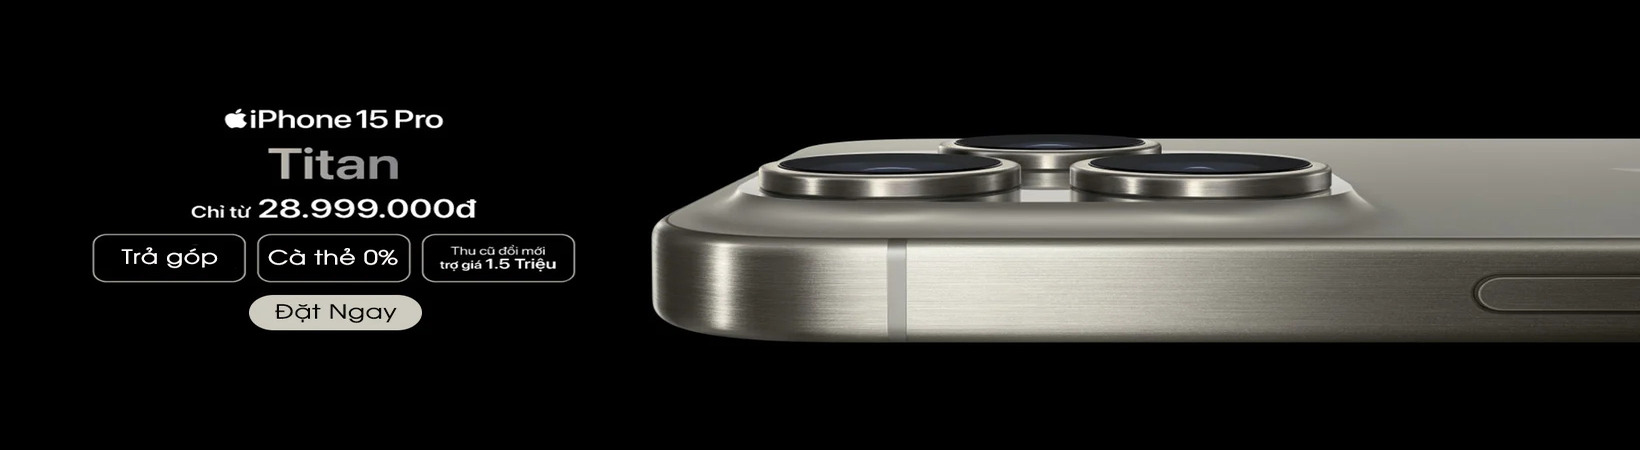 iPhone 15 Pro
Titan
Chỉ từ 28.999.000đ
Trả góp
Cà thẻ 0%
Thu cũ đổi mới
trợ giá 1.5 Triệu
Đặt Ngay